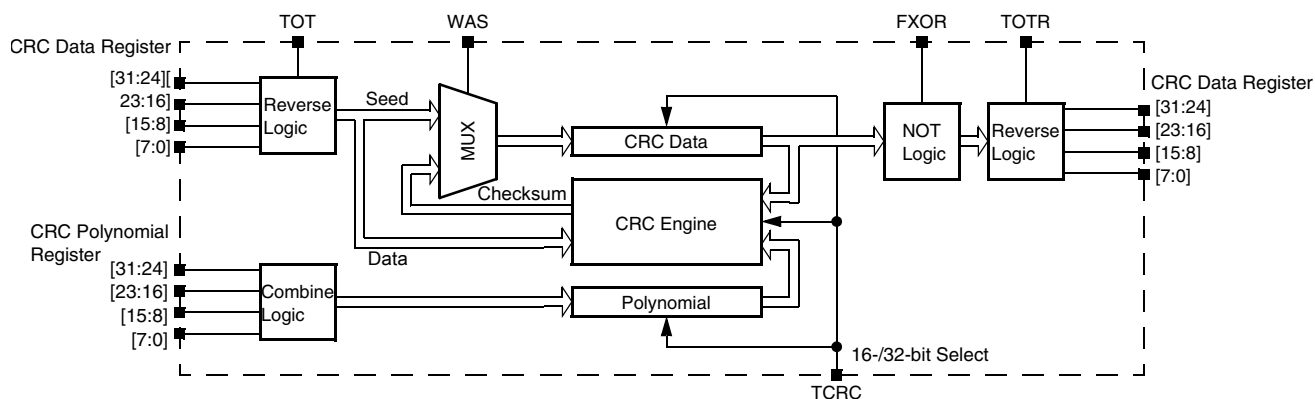 TOT
WAS
FXOR
TOTR
CRC Data Register
[31:24][
23:16]
[15:8]
[7:0]
Reverse
Logic
Seed
MUX
CRC Data
NOT
Logic
Reverse
Logic
CRC Data Register
[31:24]
[23:16]
[15:8]
[7:0]
Checksum
CRC Engine
Data
CRC Polynomial
Register
[31:24]
[23:16]
[15:8]
[7:0]
Combine
Logic
Polynomial
16-/32-bit Select
TCRC